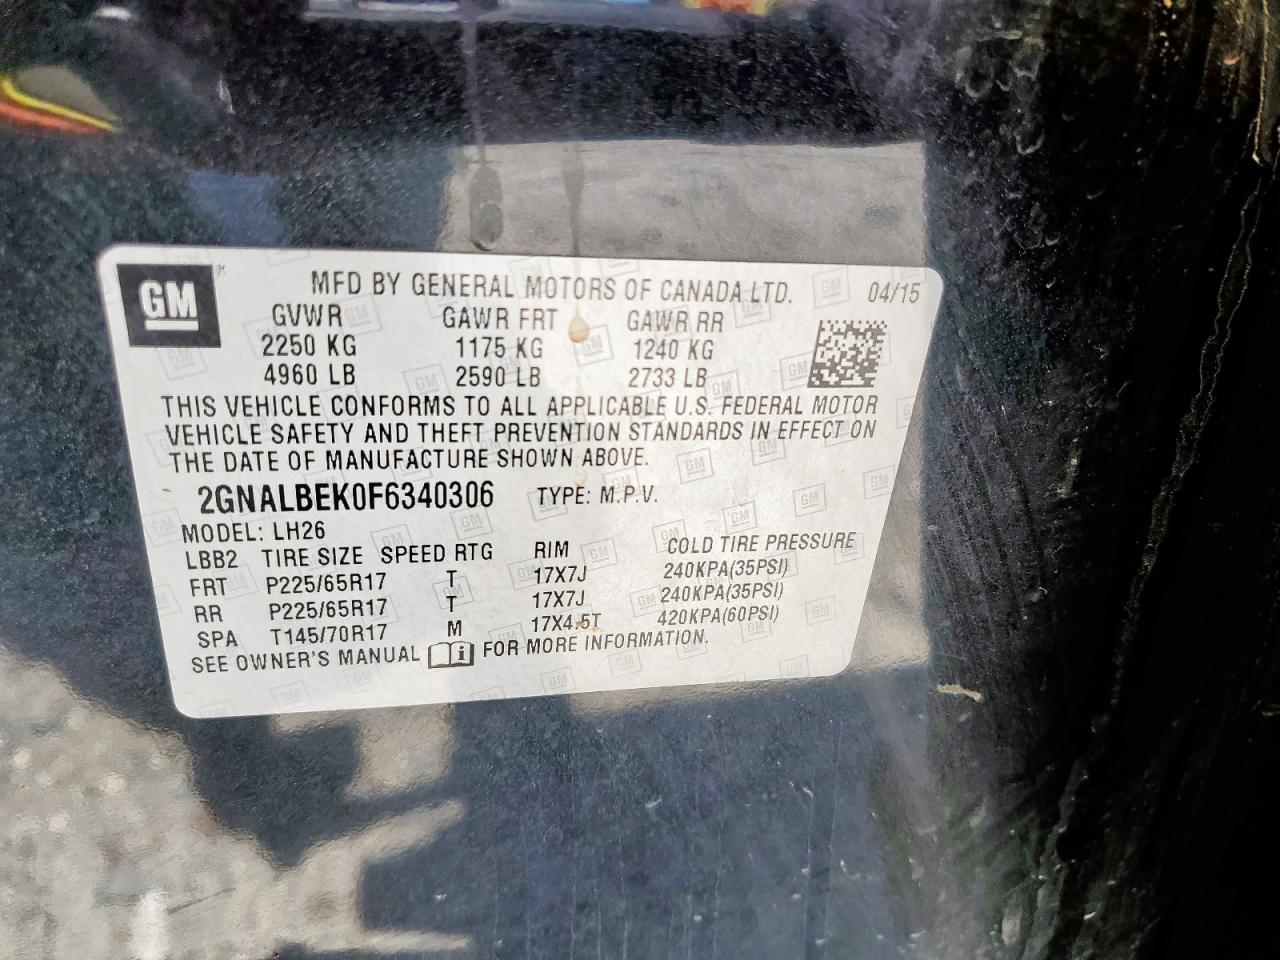 GM
MFD BY GENERAL MOTORS OF CANADA LTD. 04/15
GVWR GAWR FRT GAWR RR
2250 KG 1175 KG 1240 KG
4960 LB 2590 LB 2733 LB
THIS VEHICLE CONFORMS TO ALL APPLICABLE U.S. FEDERAL MOTOR
VEHICLE SAFETY AND THEFT PREVENTION STANDARDS IN EFFECT ON
THE DATE OF MANUFACTURE SHOWN ABOVE.
2GNALBEK0F6340306 TYPE: M.P.V.
MODEL: LH26
LBB2 TIRE SIZE SPEED RTG RIM COLD TIRE PRESSURE
FRT P225/65R17 T 17X7J 240KPA(35PSI)
RR P225/65R17 T 17X7J 240KPA(35PSI)
SPA T145/70R17 M 17X4.5T 420KPA(60PSI)
SEE OWNER'S MANUAL i FOR MORE INFORMATION.